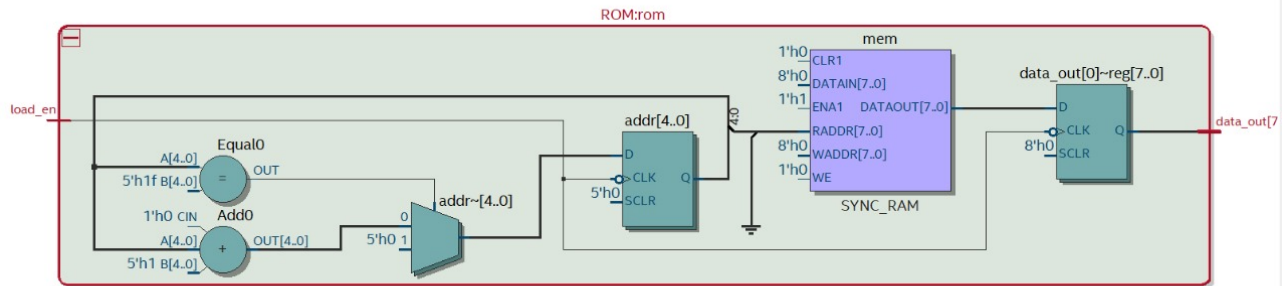 ROM:rom
load_en
Equal0
A[4..0]
5'h1f B[4..0]
=
OUT
Add0
1'h0 CIN
A[4..0]
5'h1 B[4..0]
+
OUT[4..0]
addr~[4..0]
0
5'h0 1
addr[4..0]
D
CLK
5'h0 SCLR
Q
4:0
mem
1'h0 CLR1
8'h0 DATAIN[7..0]
1'h1 ENA1 DATAOUT[7..0]
RADDR[7..0]
8'h0 WADDR[7..0]
1'h0 WE
SYNC_RAM
data_out[0]~reg[7..0]
D
CLK Q
8'h0 SCLR
data_out[7